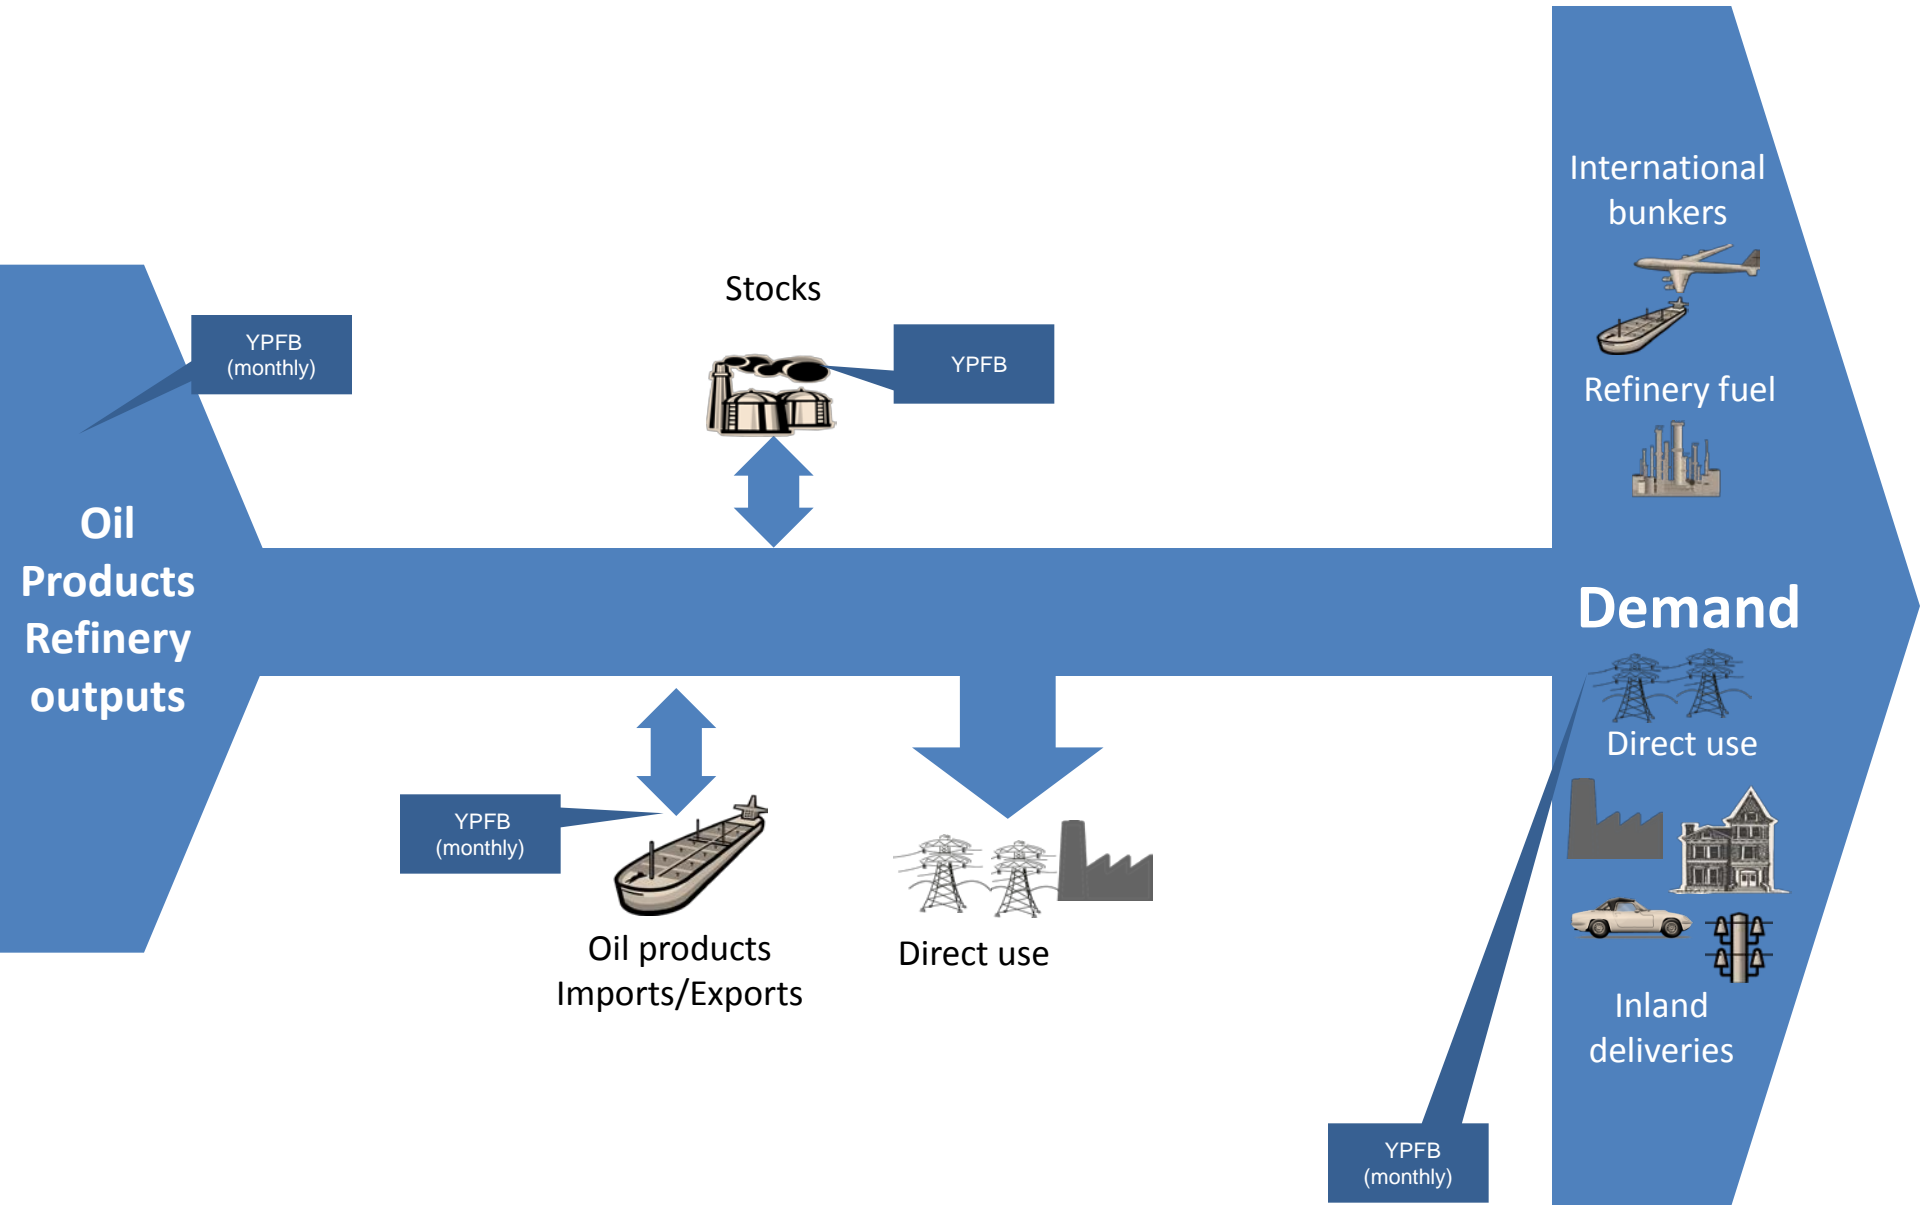 International
bunkers
Refinery fuel
Stocks
YPFB
(monthly)
YPFB
Oil
Products
Refinery
outputs
Demand
Direct use
YPFB
(monthly)
Oil products
Imports/Exports
Direct use
Inland
deliveries
YPFB
(monthly)